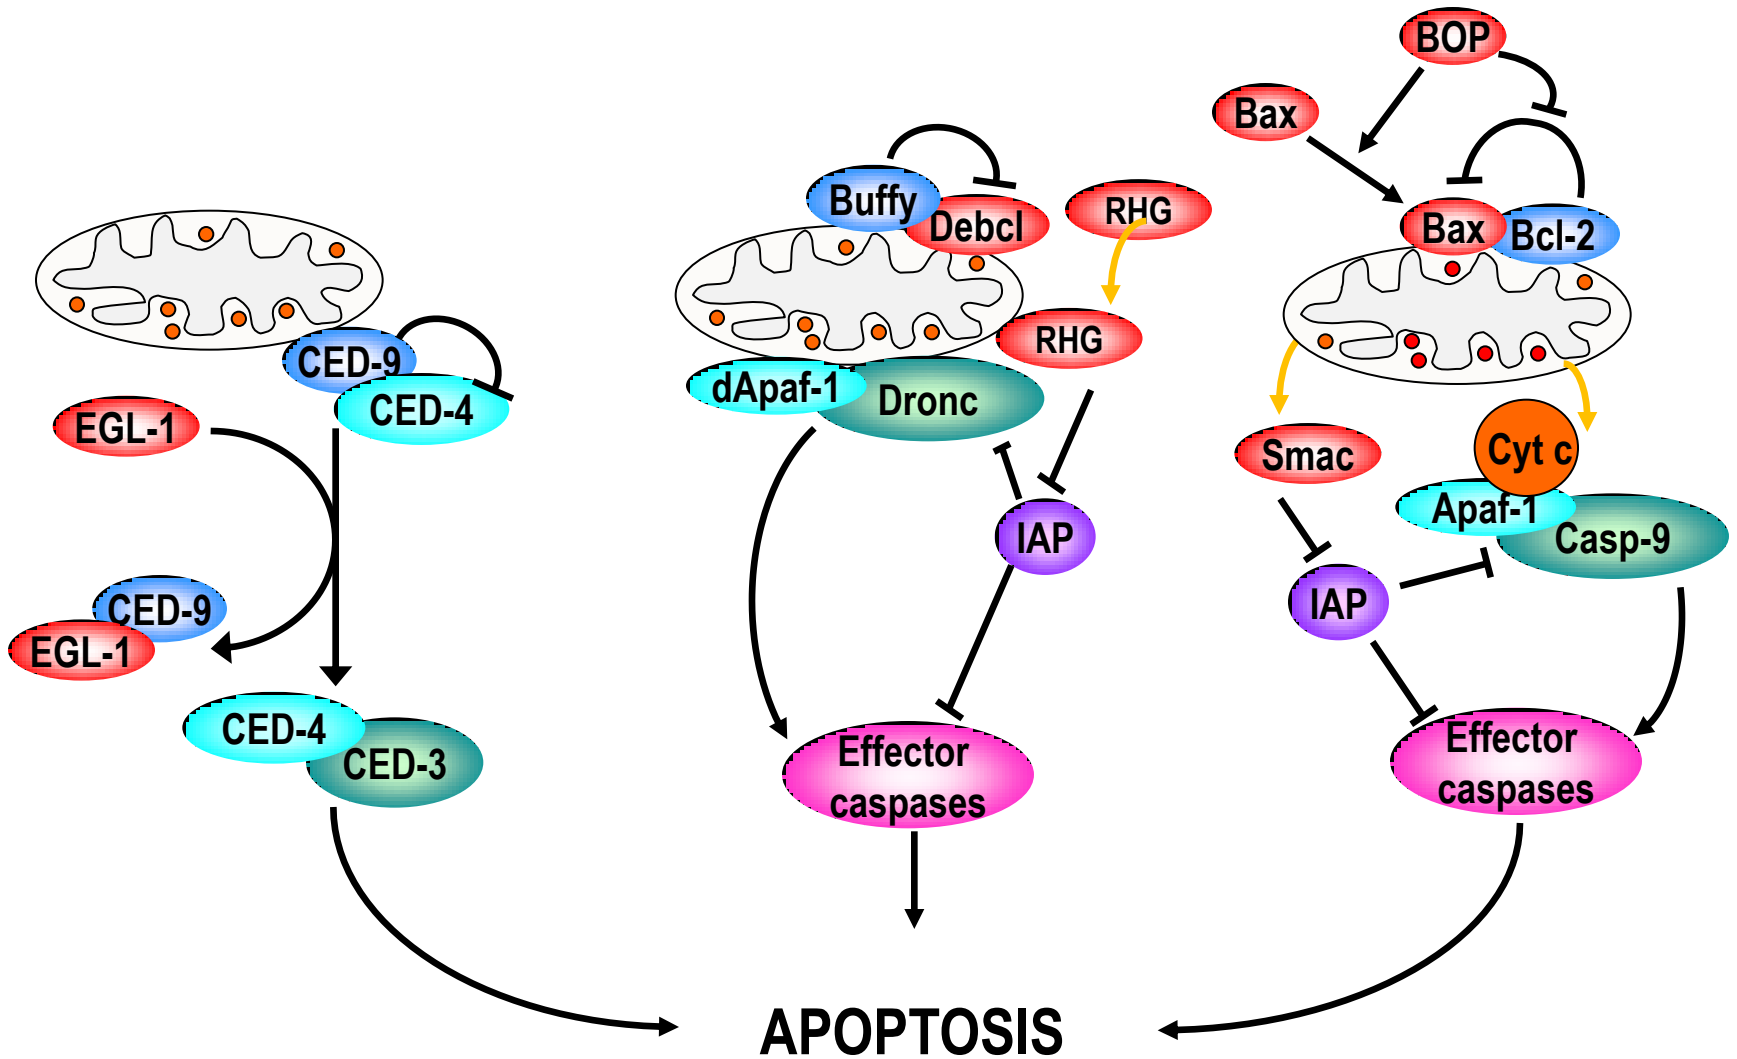 CED-9
CED-4
EGL-1
CED-9
EGL-1
CED-4
CED-3
Buffy
Debcl
RHG
RHG
dApaf-1
Dronc
IAP
Effector
caspases
BOP
Bax
Bax
Bcl-2
Smac
Cyt c
Apaf-1
Casp-9
IAP
Effector
caspases
APOPTOSIS